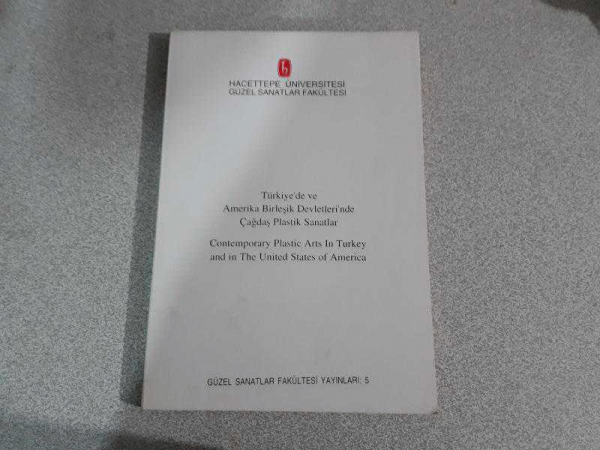 HACETTEPE ÜNİVERSİTESİ
GÜZEL SANATLAR FAKÜLTESİ
Türkiye'de ve
Amerika Birleşik Devletleri'nde
Çağdaş Plastik Sanatlar
Contemporary Plastic Arts In Turkey
and in The United States of America
GÜZEL SANATLAR FAKÜLTESİ YAYINLARI: 5